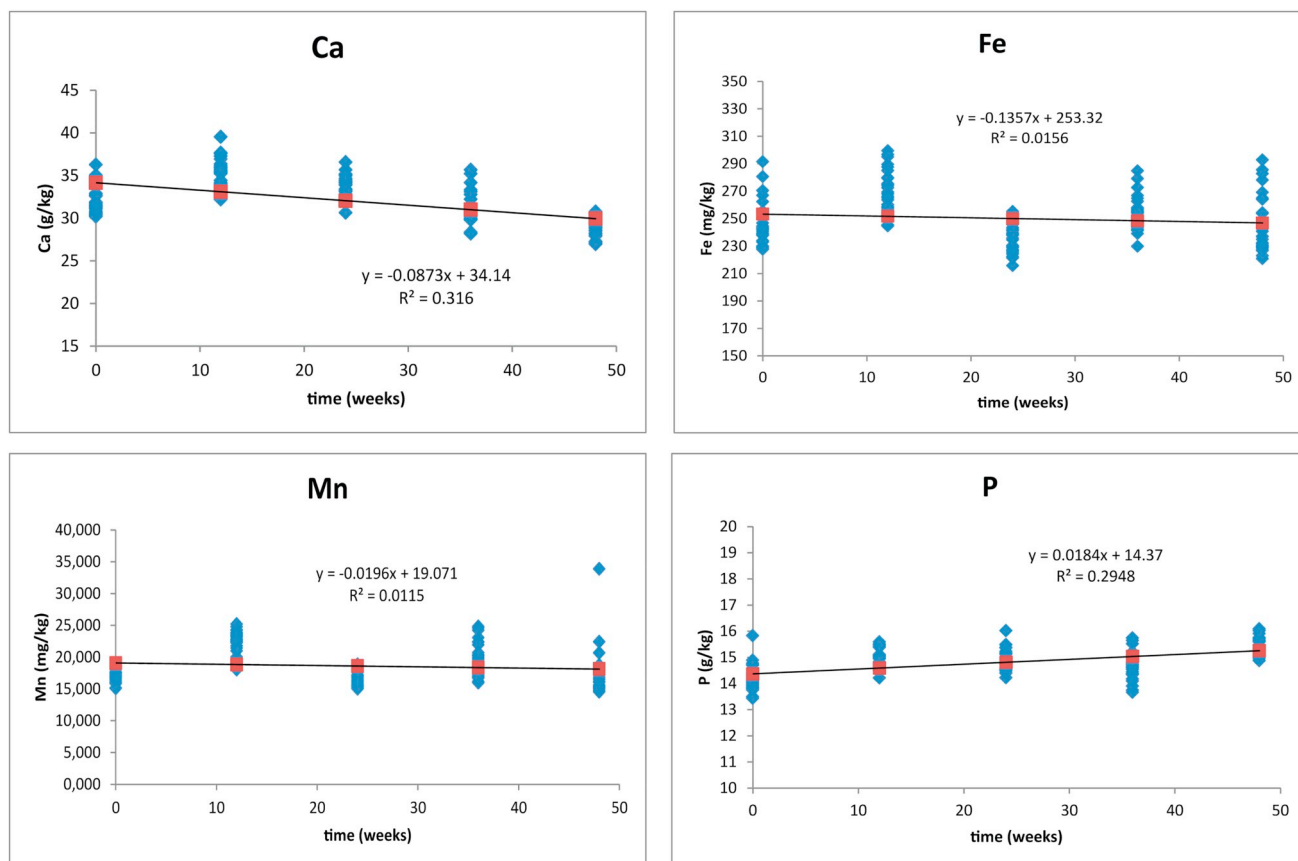 Ca
45
40
35
30
25
20
15
Ca (g/kg)
y = -0.0873x + 34.14
R² = 0.316
0 10 20 30 40 50
time (weeks)
Fe
350
330
310
290
270
250
230
210
190
170
150
Fe (mg/kg)
y = -0.1357x + 253.32
R² = 0.0156
0 10 20 30 40 50
time (weeks)
Mn
40,000
35,000
30,000
25,000
20,000
15,000
10,000
5,000
0,000
Mn (mg/kg)
y = -0.0196x + 19.071
R² = 0.0115
0 10 20 30 40 50
time (weeks)
P
20
19
18
17
16
15
14
13
12
11
10
P (g/kg)
y = 0.0184x + 14.37
R² = 0.2948
0 10 20 30 40 50
time (weeks)